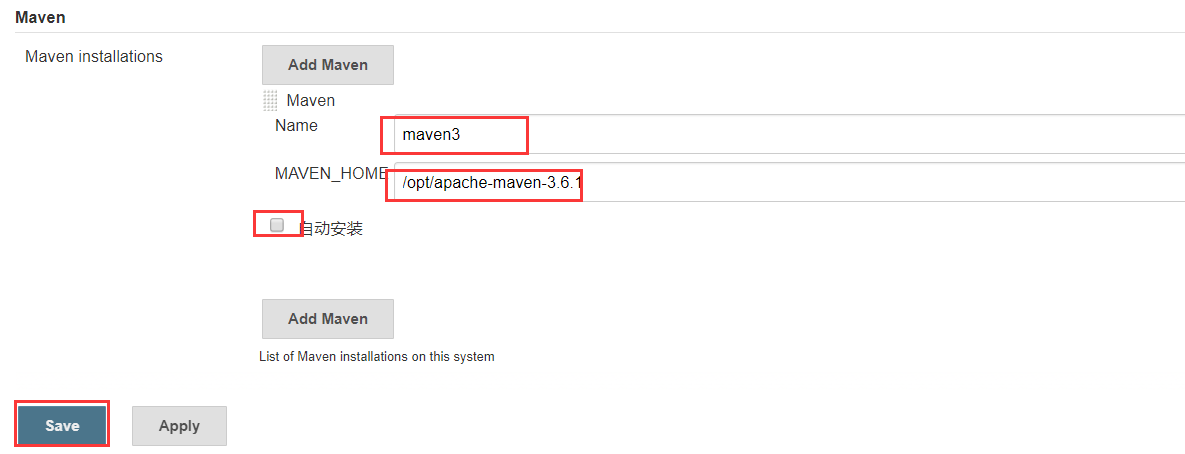 Maven
Maven installations
Add Maven
Maven
Name
maven3
MAVEN_HOME
/opt/apache-maven-3.6.1
自动安装
Add Maven
List of Maven installations on this system
Save
Apply